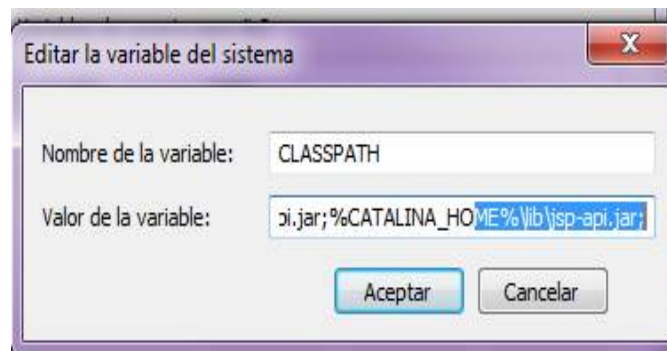 Editar la variable del sistema
X
Nombre de la variable: CLASSPATH
Valor de la variable: pi.jar;%CATALINA_HOME%\lib\jsp-api.jar;
Aceptar Cancelar